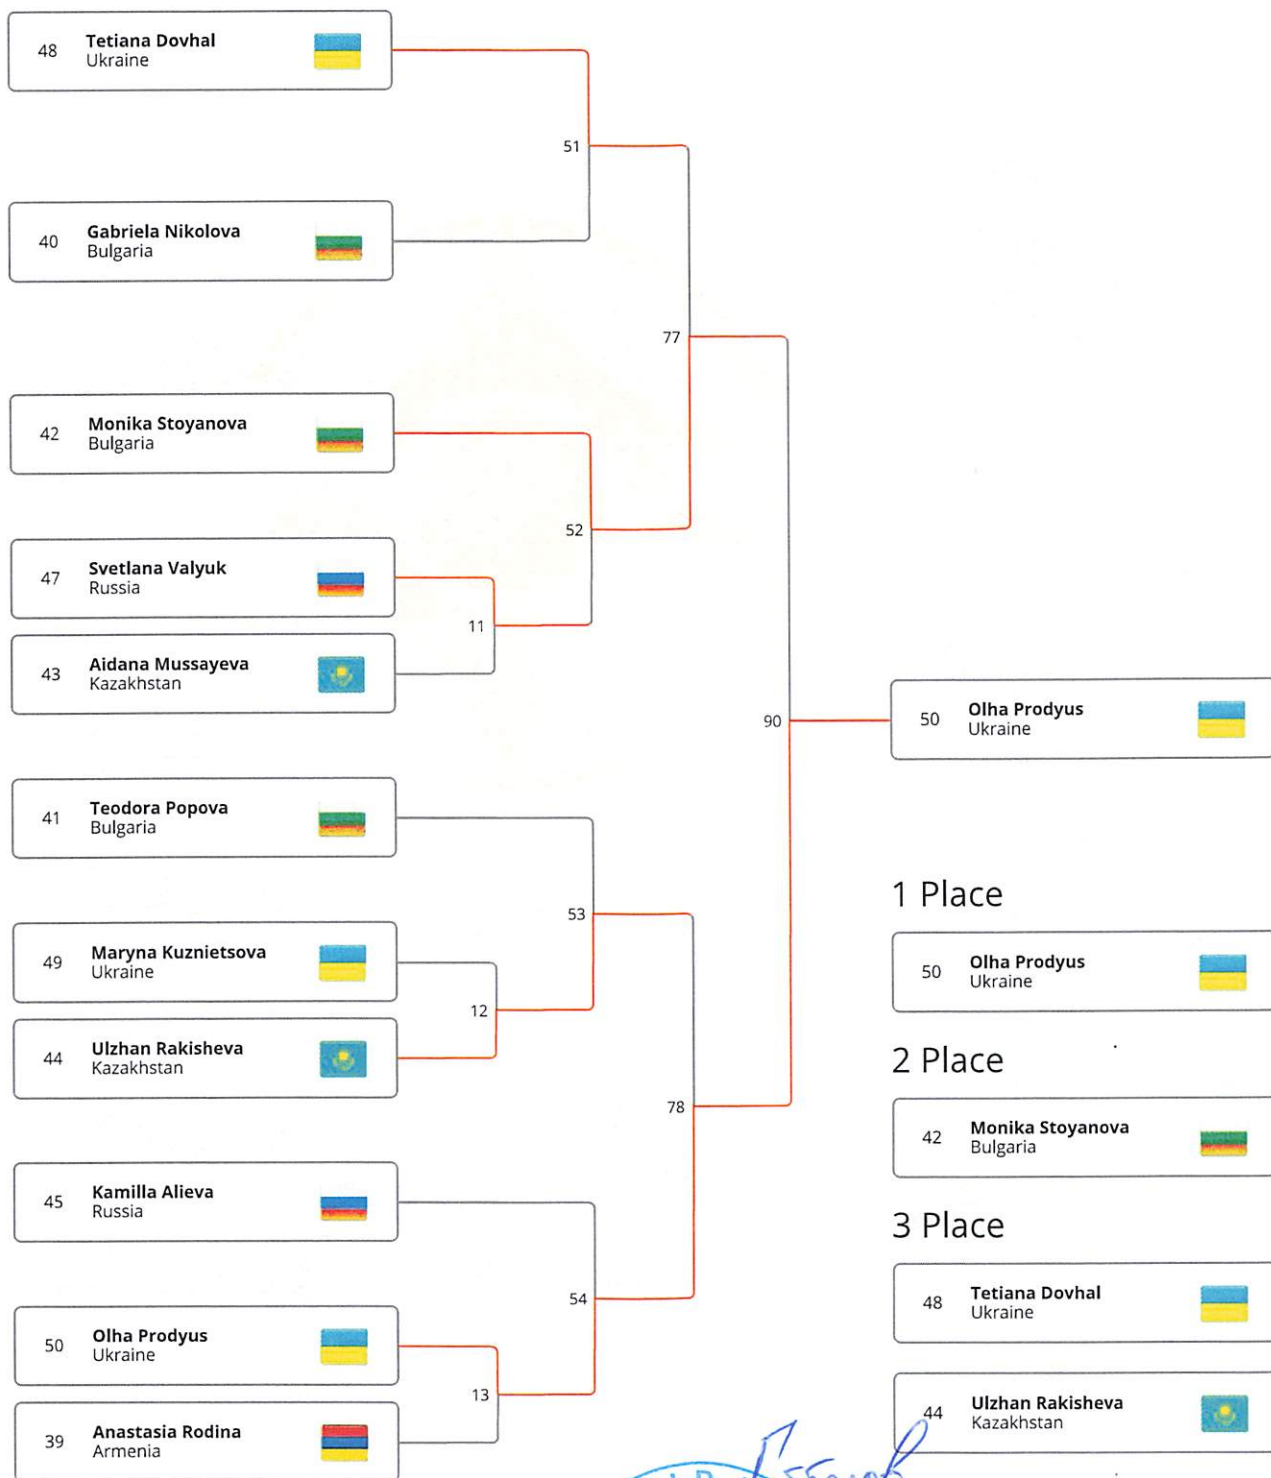 48 Tetiana Dovhal
Ukraine
51
40 Gabriela Nikolova
Bulgaria
77
42 Monika Stoyanova
Bulgaria
52
47 Svetlana Valyuk
Russia
11
43 Aidana Mussayeva
Kazakhstan
90
50 Olha Prodyus
Ukraine
41 Teodora Popova
Bulgaria
53
49 Maryna Kuznietsova
Ukraine
12
44 Ulzhan Rakisheva
Kazakhstan
78
45 Kamilla Alieva
Russia
54
50 Olha Prodyus
Ukraine
13
39 Anastasia Rodina
Armenia
1 Place
50 Olha Prodyus
Ukraine
2 Place
42 Monika Stoyanova
Bulgaria
3 Place
48 Tetiana Dovhal
Ukraine
44 Ulzhan Rakisheva
Kazakhstan